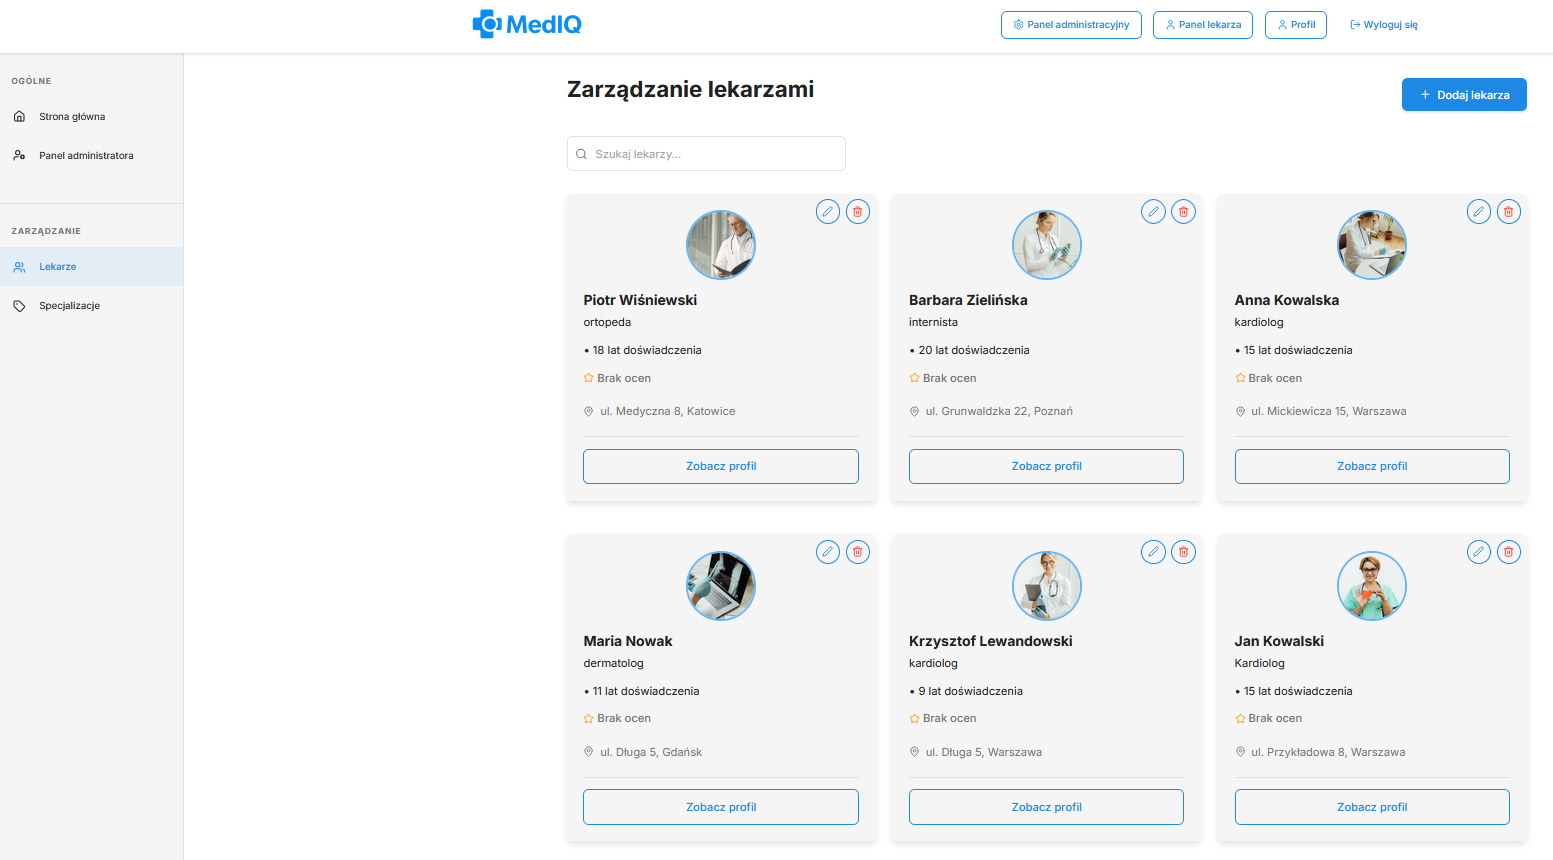 MedIQ
Panel administracyjny
Panel lekarza
Profil
Wyloguj się
OGÓLNE
Strona główna
Panel administratora
ZARZĄDZANIE
Lekarze
Specjalizacje
Zarządzanie lekarzami
+ Dodaj lekarza
Szukaj lekarzy...
Piotr Wiśniewski
ortopeda
• 18 lat doświadczenia
Brak ocen
ul. Medyczna 8, Katowice
Zobacz profil
Barbara Zielińska
internista
• 20 lat doświadczenia
Brak ocen
ul. Grunwaldzka 22, Poznań
Zobacz profil
Anna Kowalska
kardiolog
• 15 lat doświadczenia
Brak ocen
ul. Mickiewicza 15, Warszawa
Zobacz profil
Maria Nowak
dermatolog
• 11 lat doświadczenia
Brak ocen
ul. Długa 5, Gdańsk
Zobacz profil
Krzysztof Lewandowski
kardiolog
• 9 lat doświadczenia
Brak ocen
ul. Długa 5, Warszawa
Zobacz profil
Jan Kowalski
Kardiolog
• 15 lat doświadczenia
Brak ocen
ul. Przykładowa 8, Warszawa
Zobacz profil